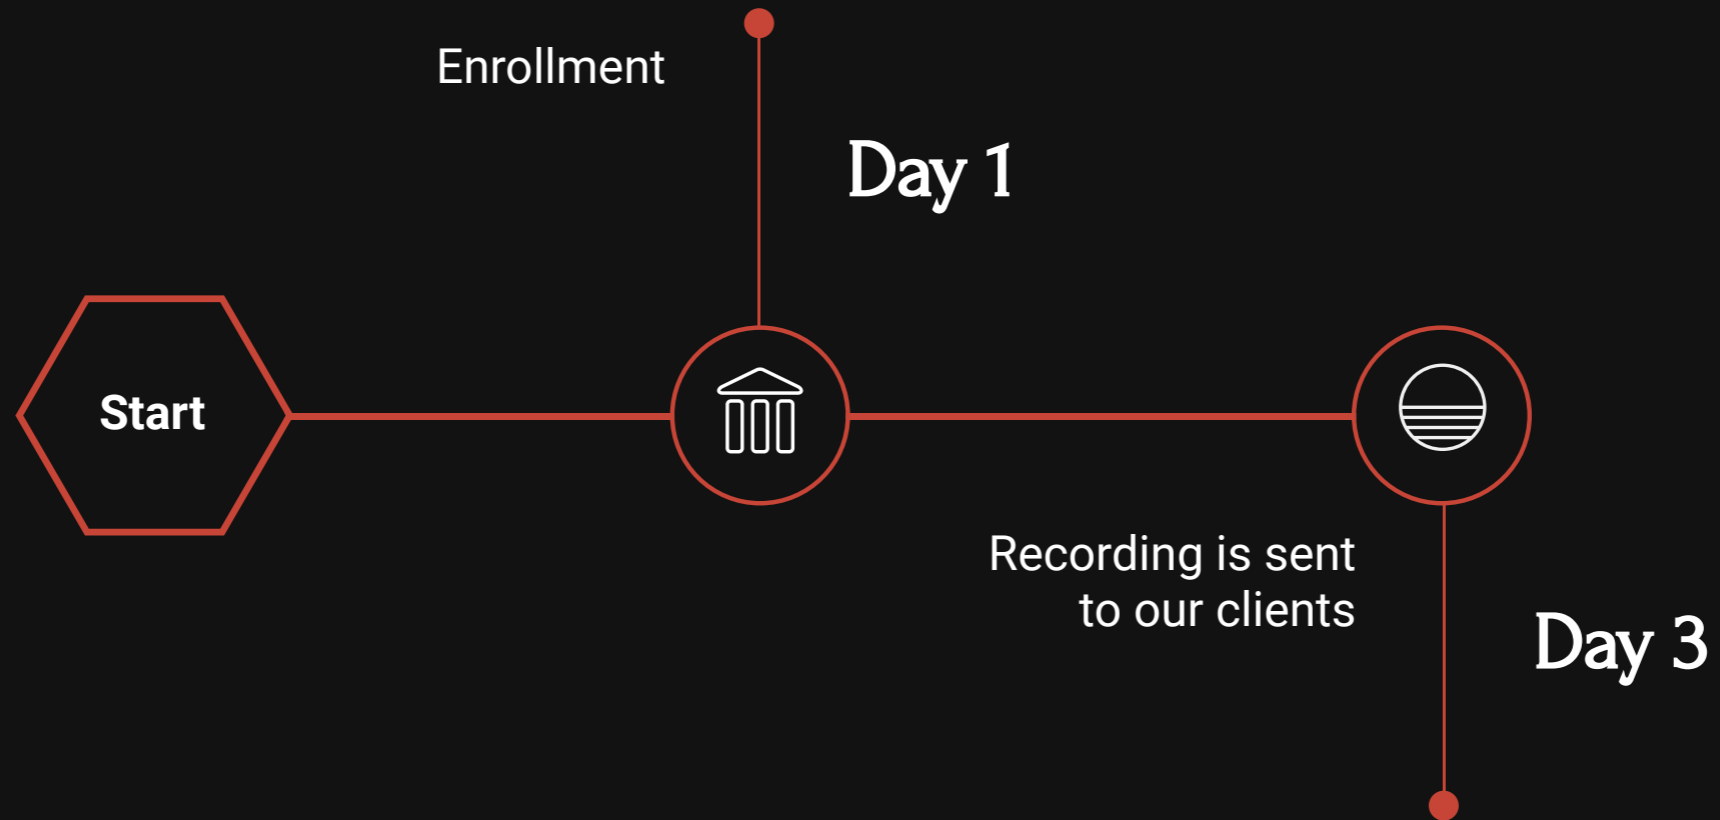 Enrollment
Day 1
Start
Recording is sent
to our clients
Day 3